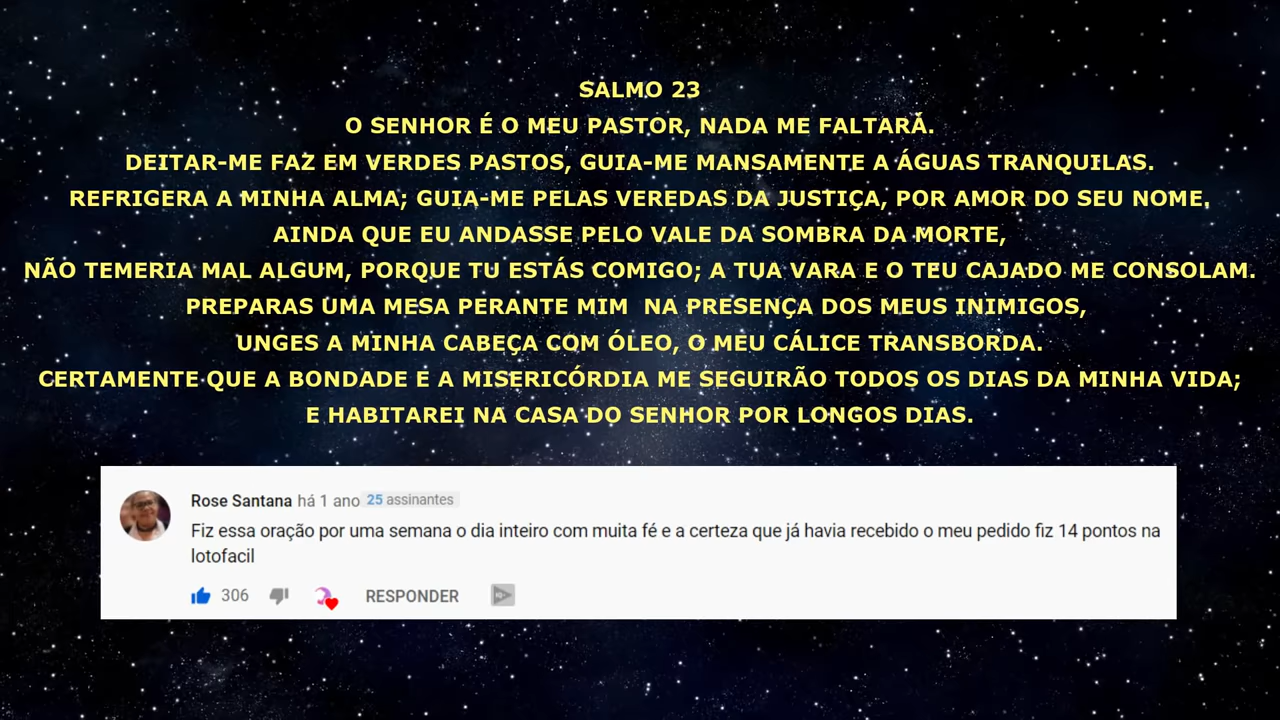 SALMO 23
O SENHOR É O MEU PASTOR, NADA ME FALTARÁ.
DEITAR-ME FAZ EM VERDES PASTOS, GUIA-ME MANSAMENTE A ÁGUAS TRANQUILAS.
REFRIGERA A MINHA ALMA; GUIA-ME PELAS VEREDAS DA JUSTIÇA, POR AMOR DO SEU NOME.
AINDA QUE EU ANDASSE PELO VALE DA SOMBRA DA MORTE,
NÃO TEMERIA MAL ALGUM, PORQUE TU ESTÁS COMIGO; A TUA VARA E O TEU CAJADO ME CONSOLAM.
PREPARAS UMA MESA PERANTE MIM  NA PRESENÇA DOS MEUS INIMIGOS,
UNGES A MINHA CABEÇA COM ÓLEO, O MEU CÁLICE TRANSBORDA.
CERTAMENTE QUE A BONDADE E A MISERICÓRDIA ME SEGUIRÃO TODOS OS DIAS DA MINHA VIDA;
E HABITAREI NA CASA DO SENHOR POR LONGOS DIAS.
Rose Santana há 1 ano 25 assinantes
Fiz essa oração por uma semana o dia inteiro com muita fé e a certeza que já havia recebido o meu pedido fiz 14 pontos na
lotofacil
306 RESPONDER